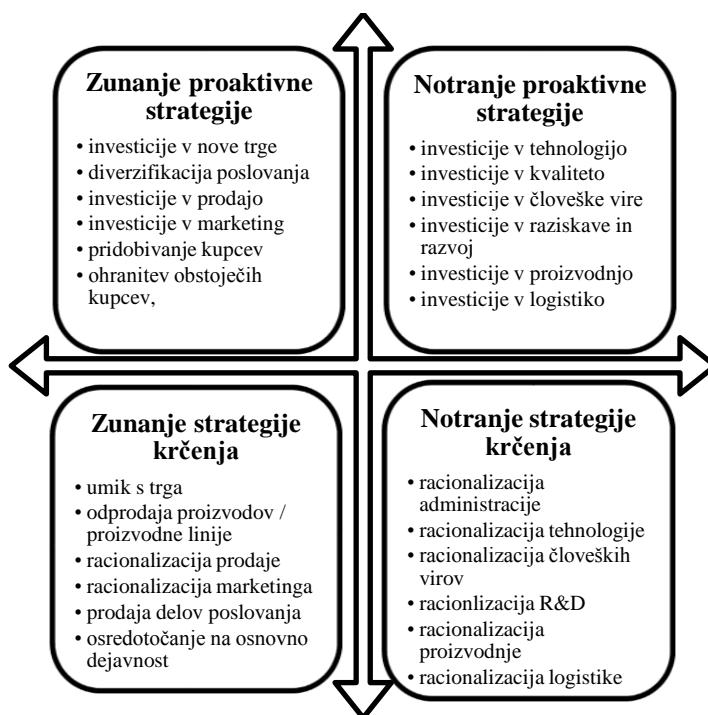 Zunanje proaktivne
strategije
• investicije v nove trge
• diverzifikacija poslovanja
• investicije v prodajo
• investicije v marketing
• pridobivanje kupcev
• ohranitev obstoječih
kupcev,
Notranje proaktivne
strategije
• investicije v tehnologijo
• investicije v kvaliteto
• investicije v človeške vire
• investicije v raziskave in
razvoj
• investicije v proizvodnjo
• investicije v logistiko
Zunanje strategije
krčenja
• umik s trga
• odprodaja proizvodov /
proizvodne linije
• racionalizacija prodaje
• racionalizacija marketinga
• prodaja delov poslovanja
• osredotočanje na osnovno
dejavnost
Notranje strategije
krčenja
• racionalizacija
administracije
• racionalizacija tehnologije
• racionalizacija človeških
virov
• racionlizacija R&D
• racionalizacija
proizvodnje
• racionalizacija logistike